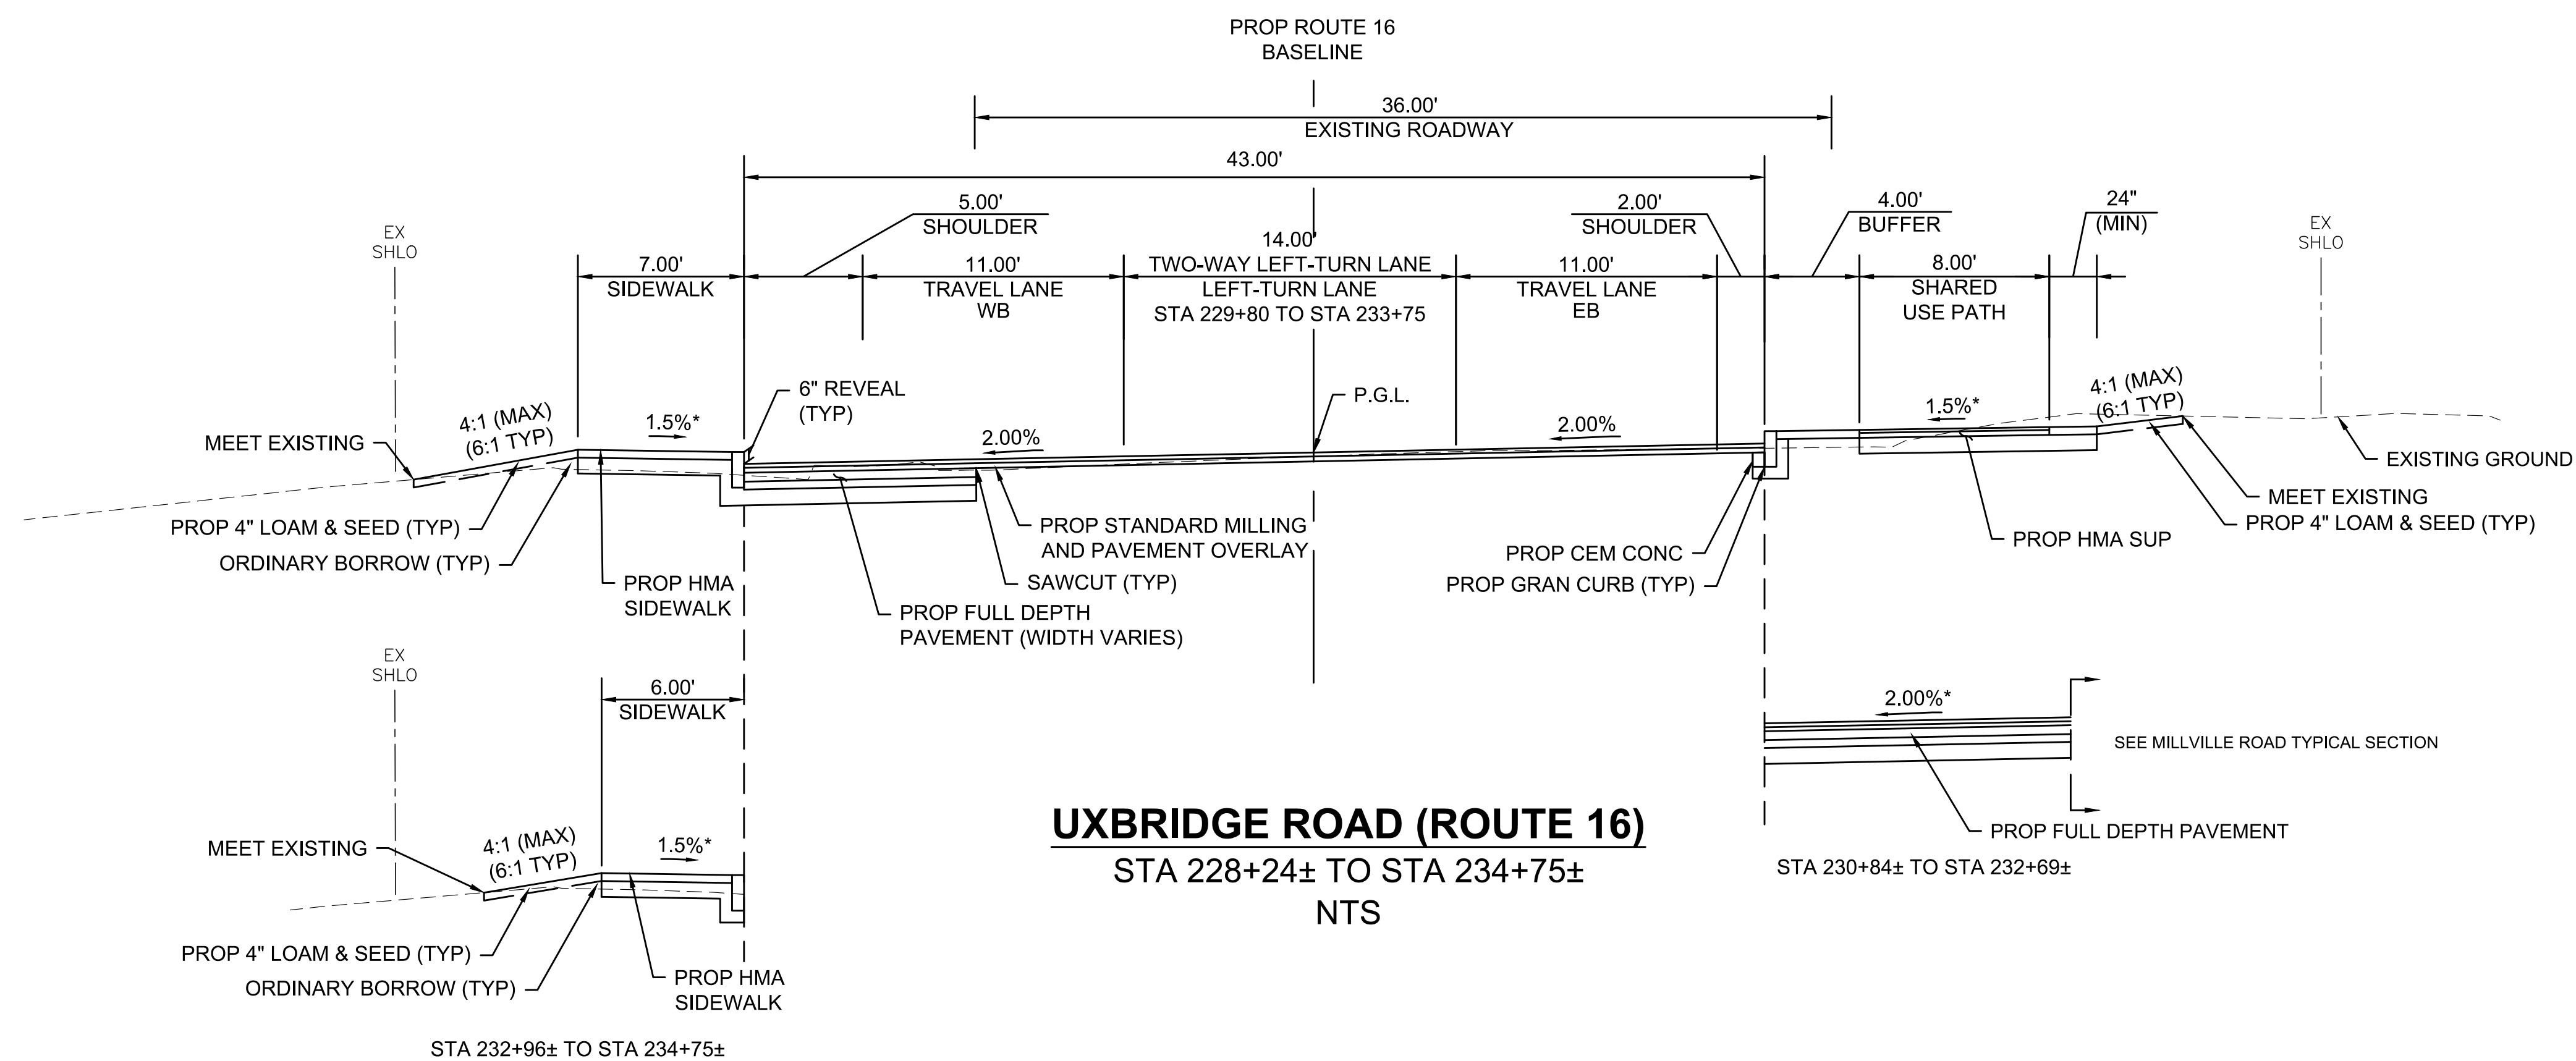 PROP ROUTE 16
BASELINE
36.00'
EXISTING ROADWAY
43.00'
5.00'
SHOULDER
2.00'
SHOULDER
4.00'
BUFFER
24"
(MIN)
EX
SHLO
EX
SHLO
7.00'
SIDEWALK
11.00'
TRAVEL LANE
WB
14.00'
TWO-WAY LEFT-TURN LANE
LEFT-TURN LANE
STA 229+80 TO STA 233+75
11.00'
TRAVEL LANE
EB
8.00'
SHARED
USE PATH
6" REVEAL
(TYP)
P.G.L.
4:1 (MAX)
(6:1 TYP)
1.5%*
2.00%
2.00%
1.5%*
4:1 (MAX)
(6:1 TYP)
MEET EXISTING
EXISTING GROUND
MEET EXISTING
PROP 4" LOAM & SEED (TYP)
PROP 4" LOAM & SEED (TYP)
ORDINARY BORROW (TYP)
PROP HMA
SIDEWALK
PROP STANDARD MILLING
AND PAVEMENT OVERLAY
SAWCUT (TYP)
PROP FULL DEPTH
PAVEMENT (WIDTH VARIES)
PROP CEM CONC
PROP GRAN CURB (TYP)
PROP HMA SUP
EX
SHLO
6.00'
SIDEWALK
2.00%*
SEE MILLVILLE ROAD TYPICAL SECTION
PROP FULL DEPTH PAVEMENT
STA 230+84± TO STA 232+69±
UXBRIDGE ROAD (ROUTE 16)
STA 228+24± TO STA 234+75±
NTS
MEET EXISTING
4:1 (MAX)
(6:1 TYP)
1.5%*
PROP 4" LOAM & SEED (TYP)
ORDINARY BORROW (TYP)
PROP HMA
SIDEWALK
STA 232+96± TO STA 234+75±